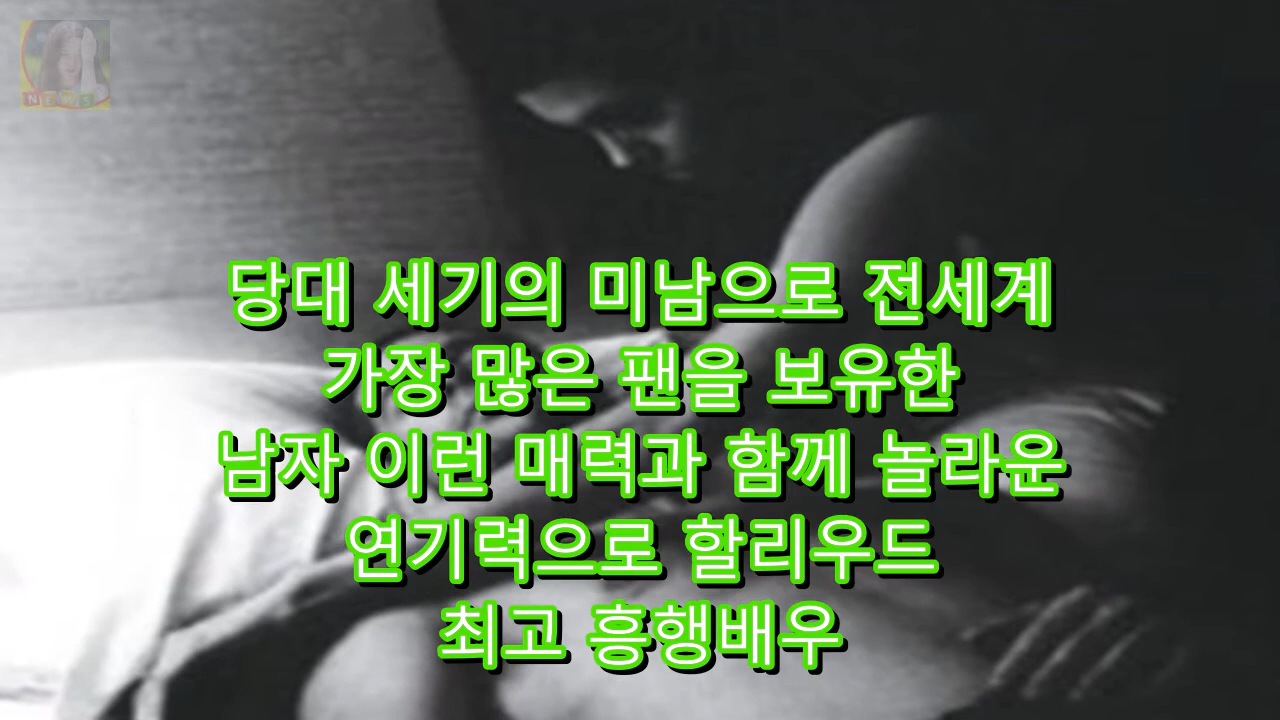 NEWS
당대 세기의 미남으로 전세계
가장 많은 팬을 보유한
남자 이런 매력과 함께 놀라운
연기력으로 할리우드
최고 흥행배우